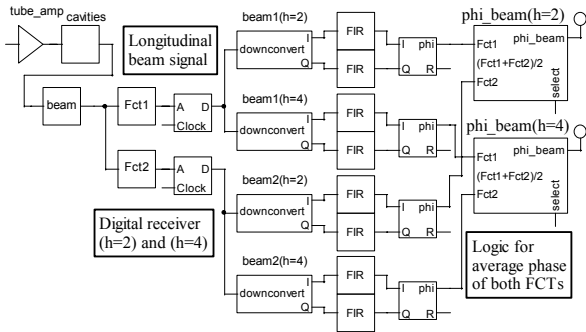 tube_amp
cavities
Longitudinal
beam signal
beam
Fct1
A
D
Clock
Fct2
A
D
Clock
Digital receiver
(h=2) and (h=4)
beam1(h=2)
downconvert
I
Q
FIR
FIR
I
phi
Q
R
beam1(h=4)
downconvert
I
Q
FIR
FIR
I
phi
Q
R
beam2(h=2)
downconvert
I
Q
FIR
FIR
I
phi
Q
R
beam2(h=4)
downconvert
I
Q
FIR
FIR
I
phi
Q
R
phi_beam(h=2)
phi_beam
Fct1
(Fct1+Fct2)/2
Fct2
select
phi_beam(h=4)
phi_beam
Fct1
(Fct1+Fct2)/2
Fct2
select
Logic for
average phase
of both FCTs